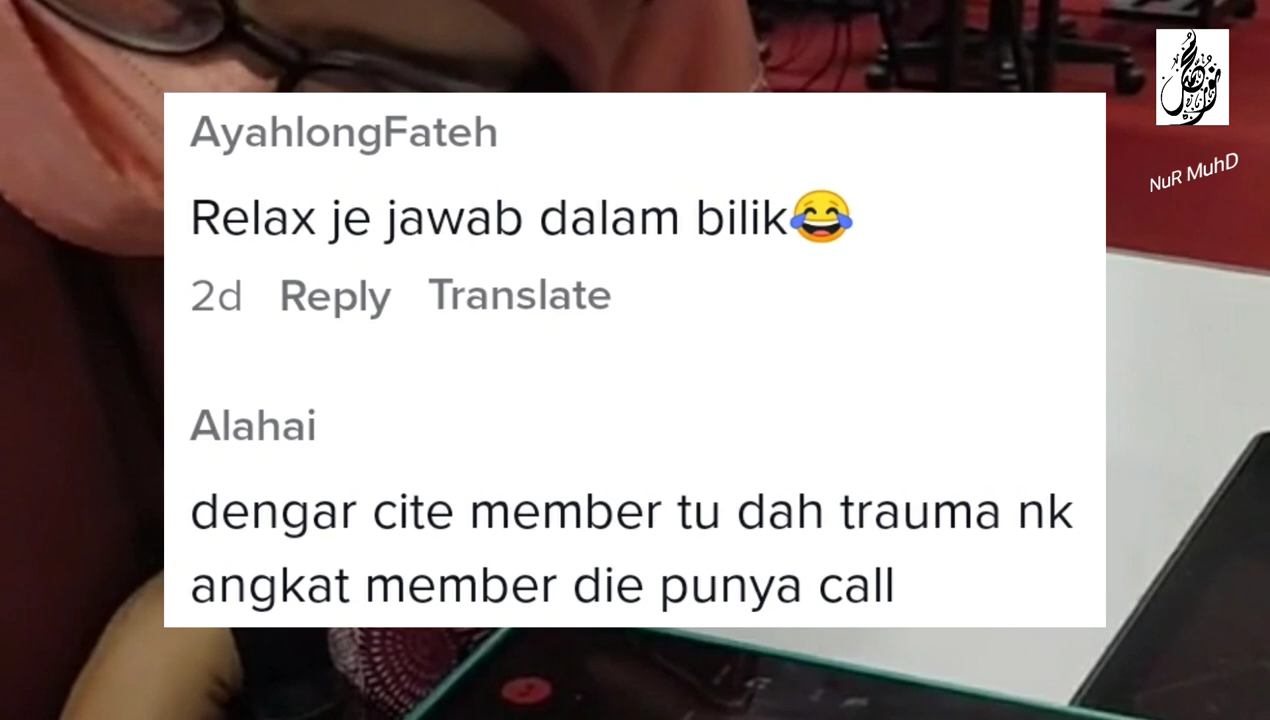 AyahlongFateh
Relax je jawab dalam bilik😂
2d Reply Translate
Alahai
dengar cite member tu dah trauma nk
angkat member die punya call
NuR MuhD